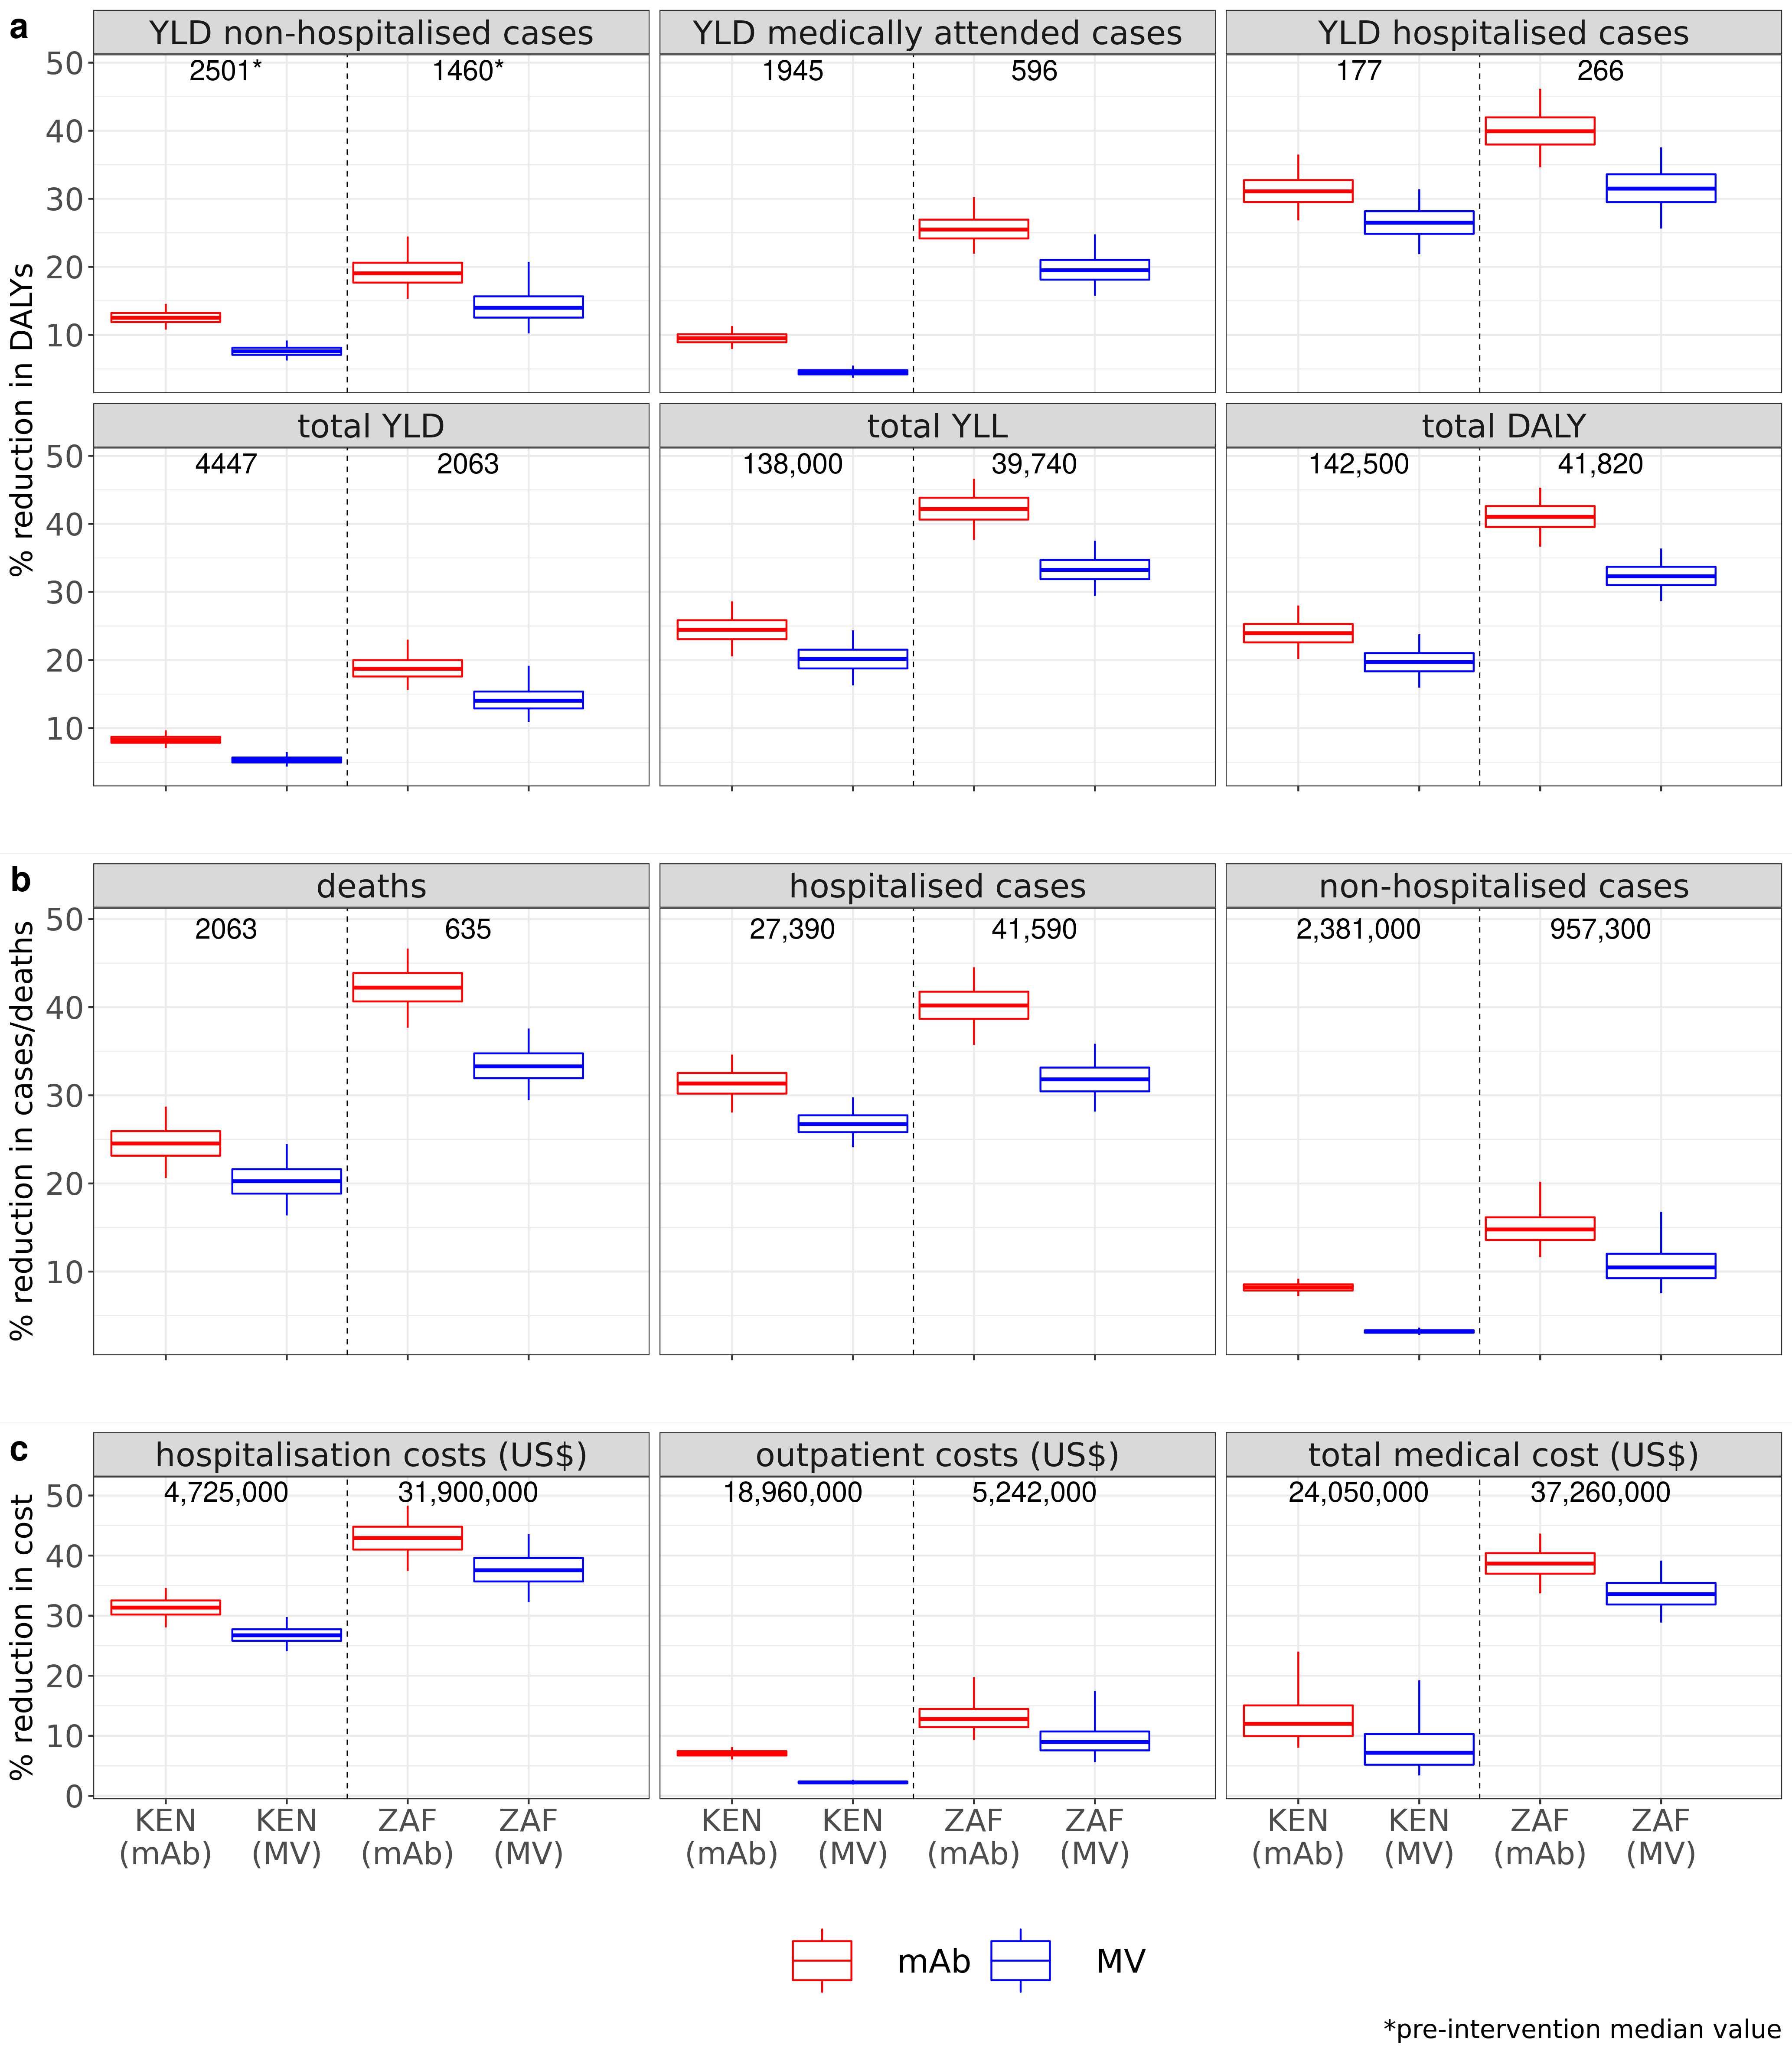 a
YLD non-hospitalised cases
YLD medically attended cases
YLD hospitalised cases
2501* 1460*
1945 596
177 266
50
40
30
20
10
% reduction in DALYs
total YLD
total YLL
total DALY
4447 2063
138,000 39,740
142,500 41,820
50
40
30
20
10
b
deaths
hospitalised cases
non-hospitalised cases
2063 635
27,390 41,590
2,381,000 957,300
50
40
30
20
10
% reduction in cases/deaths
c
hospitalisation costs (US$)
outpatient costs (US$)
total medical cost (US$)
4,725,000 31,900,000
18,960,000 5,242,000
24,050,000 37,260,000
50
40
30
20
10
0
% reduction in cost
KEN KEN ZAF ZAF KEN KEN ZAF ZAF KEN KEN ZAF ZAF
(mAb) (MV) (mAb) (MV) (mAb) (MV) (mAb) (MV) (mAb) (MV) (mAb) (MV)
mAb MV
*pre-intervention median value